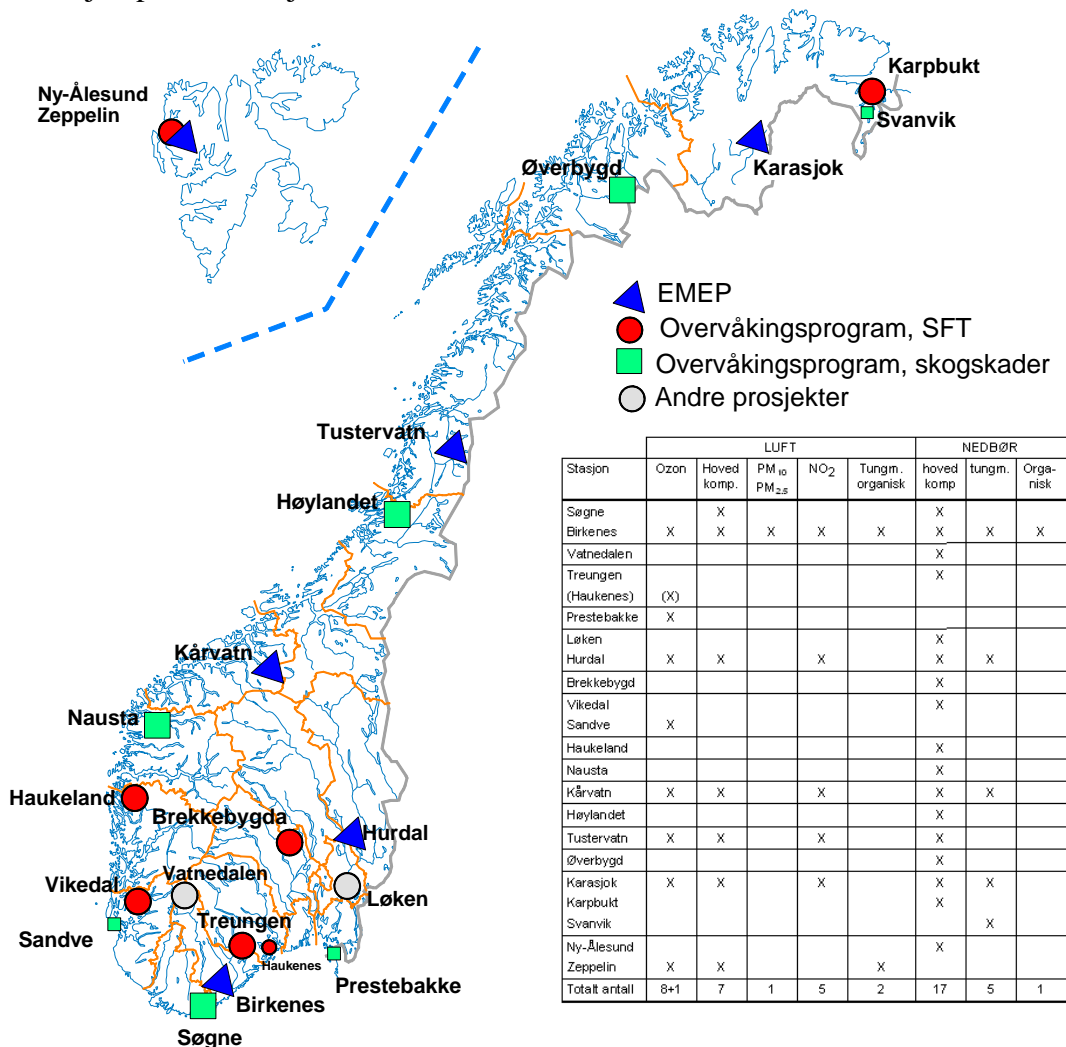 Karpbukt
Ny-Ålesund
Zeppelin
Svanvik
Karasjok
Øverbygd
EMEP
Overvåkingsprogram, SFT
Overvåkingsprogram, skogskader
Andre prosjekter
Tustervatn
Høylandet
Kårvatn
Nausta
Haukeland
Brekkebygda
Hurdal
Vatnedalen
Vikedal
Løken
Treungen
Sandve
Haukenes
Prestebakke
Birkenes
Søgne
LUFT NEDBØR
Stasjon Ozon Hoved komp. PM10 PM2.5 NO2 Tungm. organisk hoved komp tungm. Orga-nisk
Søgne X X
Birkenes X X X X X X X X
Vatnedalen X
Treungen X
(Haukenes) (X)
Prestebakke X
Løken X
Hurdal X X X X X
Brekkebygd X
Vikedal X
Sandve X
Haukeland X
Nausta X
Kårvatn X X X X X
Høylandet X
Tustervatn X X X X
Øverbygd X
Karasjok X X X X X
Karpbukt X
Svanvik X
Ny-Ålesund X
Zeppelin X X X
Totalt antall 8+1 7 1 5 2 17 5 1